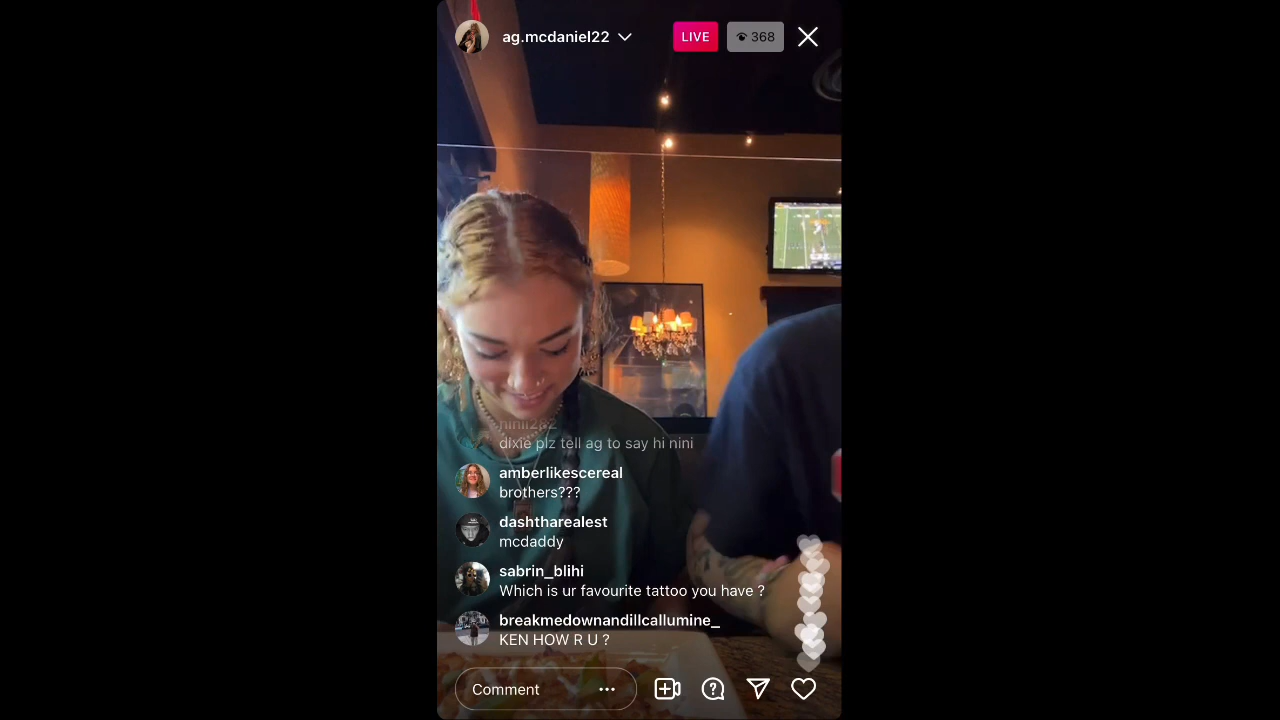 ag.mcdaniel22
LIVE
368
ninii262
dixie plz tell ag to say hi nini
amberlikescereal
brothers???
dashtharealest
mcdaddy
sabrin_blihi
Which is ur favourite tattoo you have ?
breakmedownandillcallumine_
KEN HOW R U ?
Comment